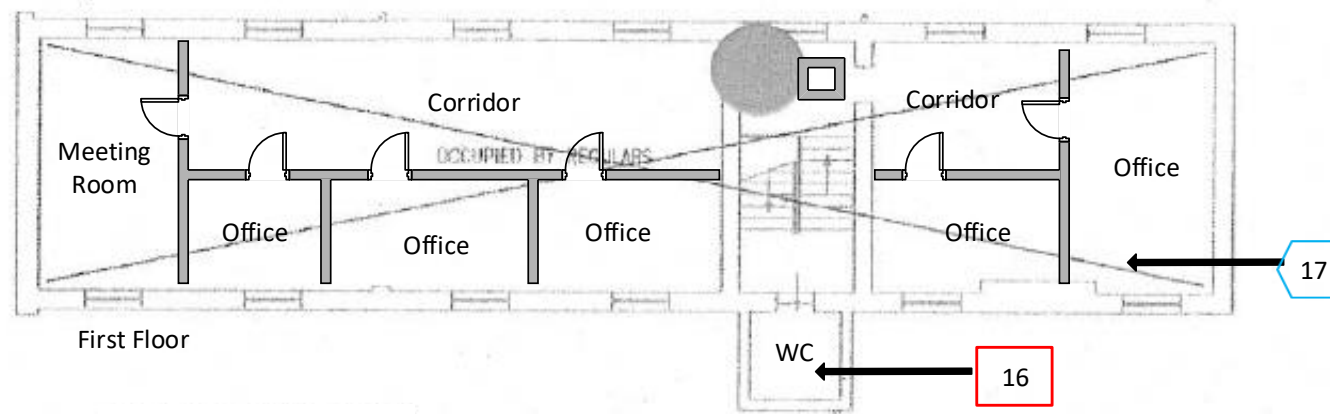 Corridor
Corridor
Meeting
Room
OCCUPIED BY REGULARS
Office
Office
Office
Office
Office
17
First Floor
WC
16